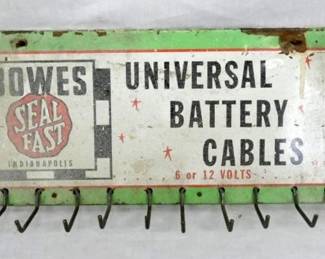 BOWES
SEAL
FAST
INDIANAPOLIS
UNIVERSAL
BATTERY
CABLES
6 or 12 VOLTS